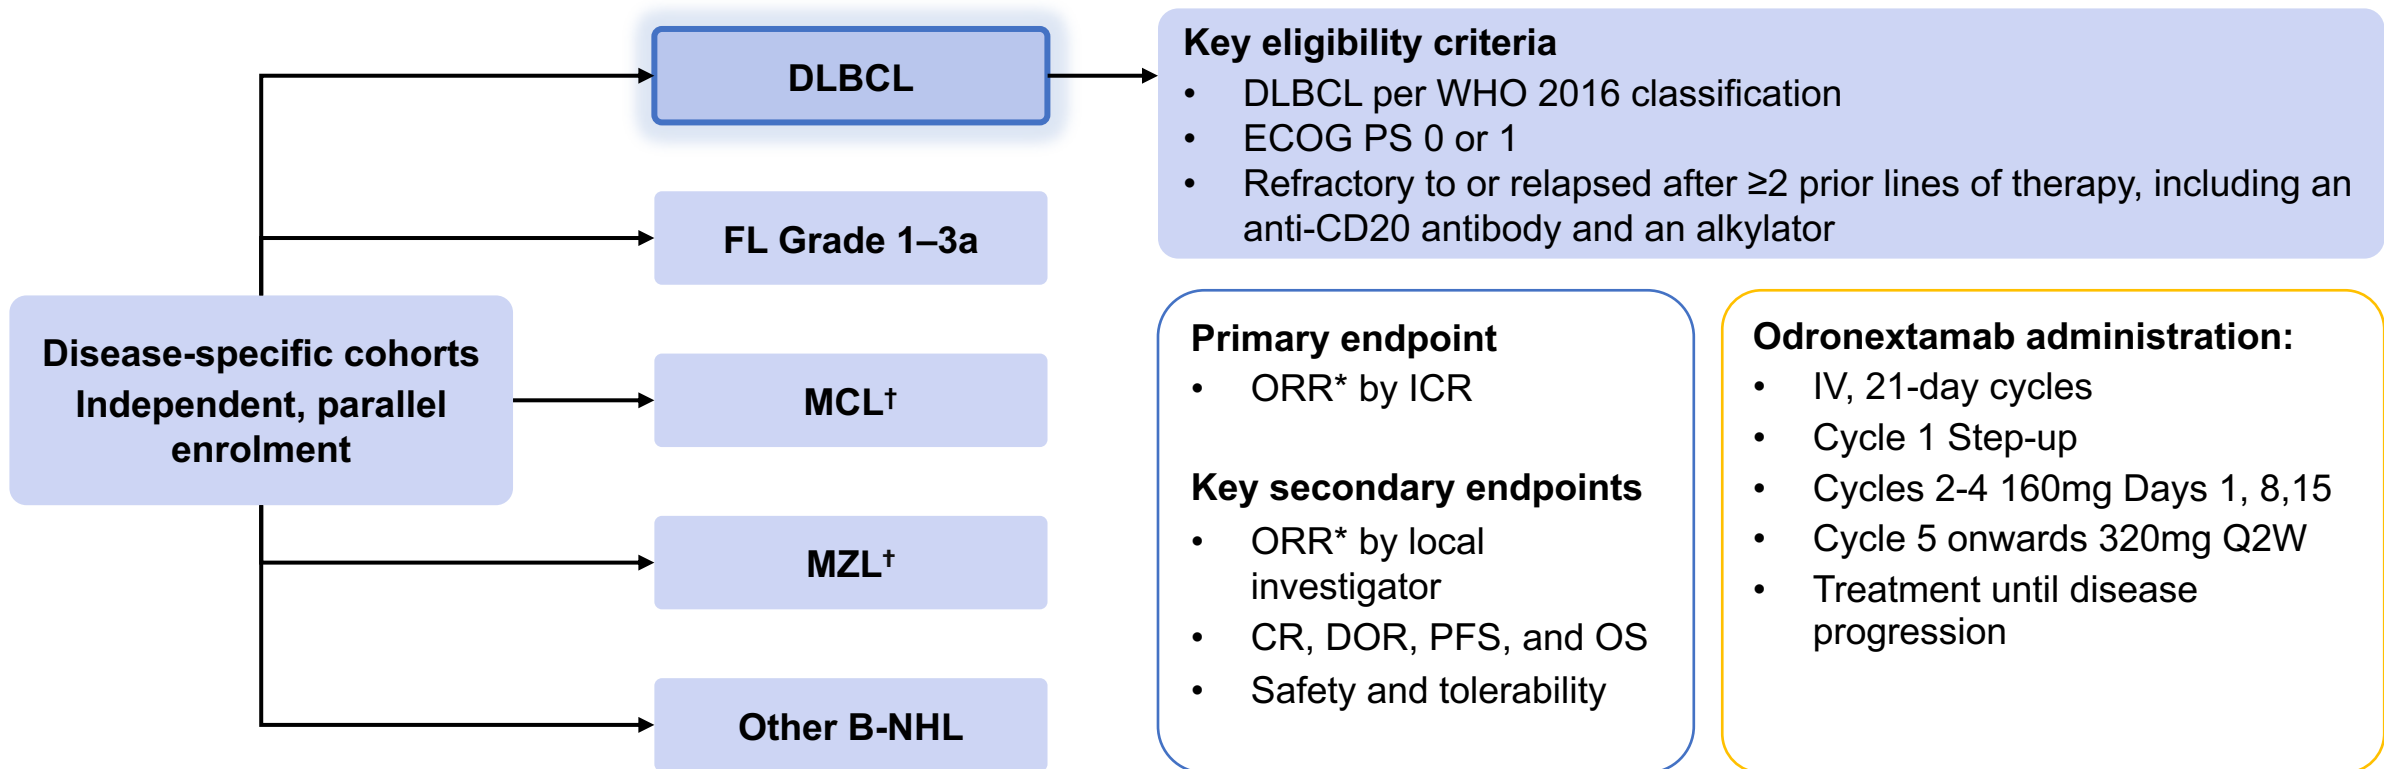 DLBCL
FL Grade 1–3a
Disease-specific cohorts
Independent, parallel
enrolment
MCL†
MZL†
Other B-NHL
Key eligibility criteria
• DLBCL per WHO 2016 classification
• ECOG PS 0 or 1
• Refractory to or relapsed after ≥2 prior lines of therapy, including an
anti-CD20 antibody and an alkylator
Primary endpoint
• ORR* by ICR
Key secondary endpoints
• ORR* by local
investigator
• CR, DOR, PFS, and OS
• Safety and tolerability
Odronextamab administration:
• IV, 21-day cycles
• Cycle 1 Step-up
• Cycles 2-4 160mg Days 1, 8,15
• Cycle 5 onwards 320mg Q2W
• Treatment until disease
progression